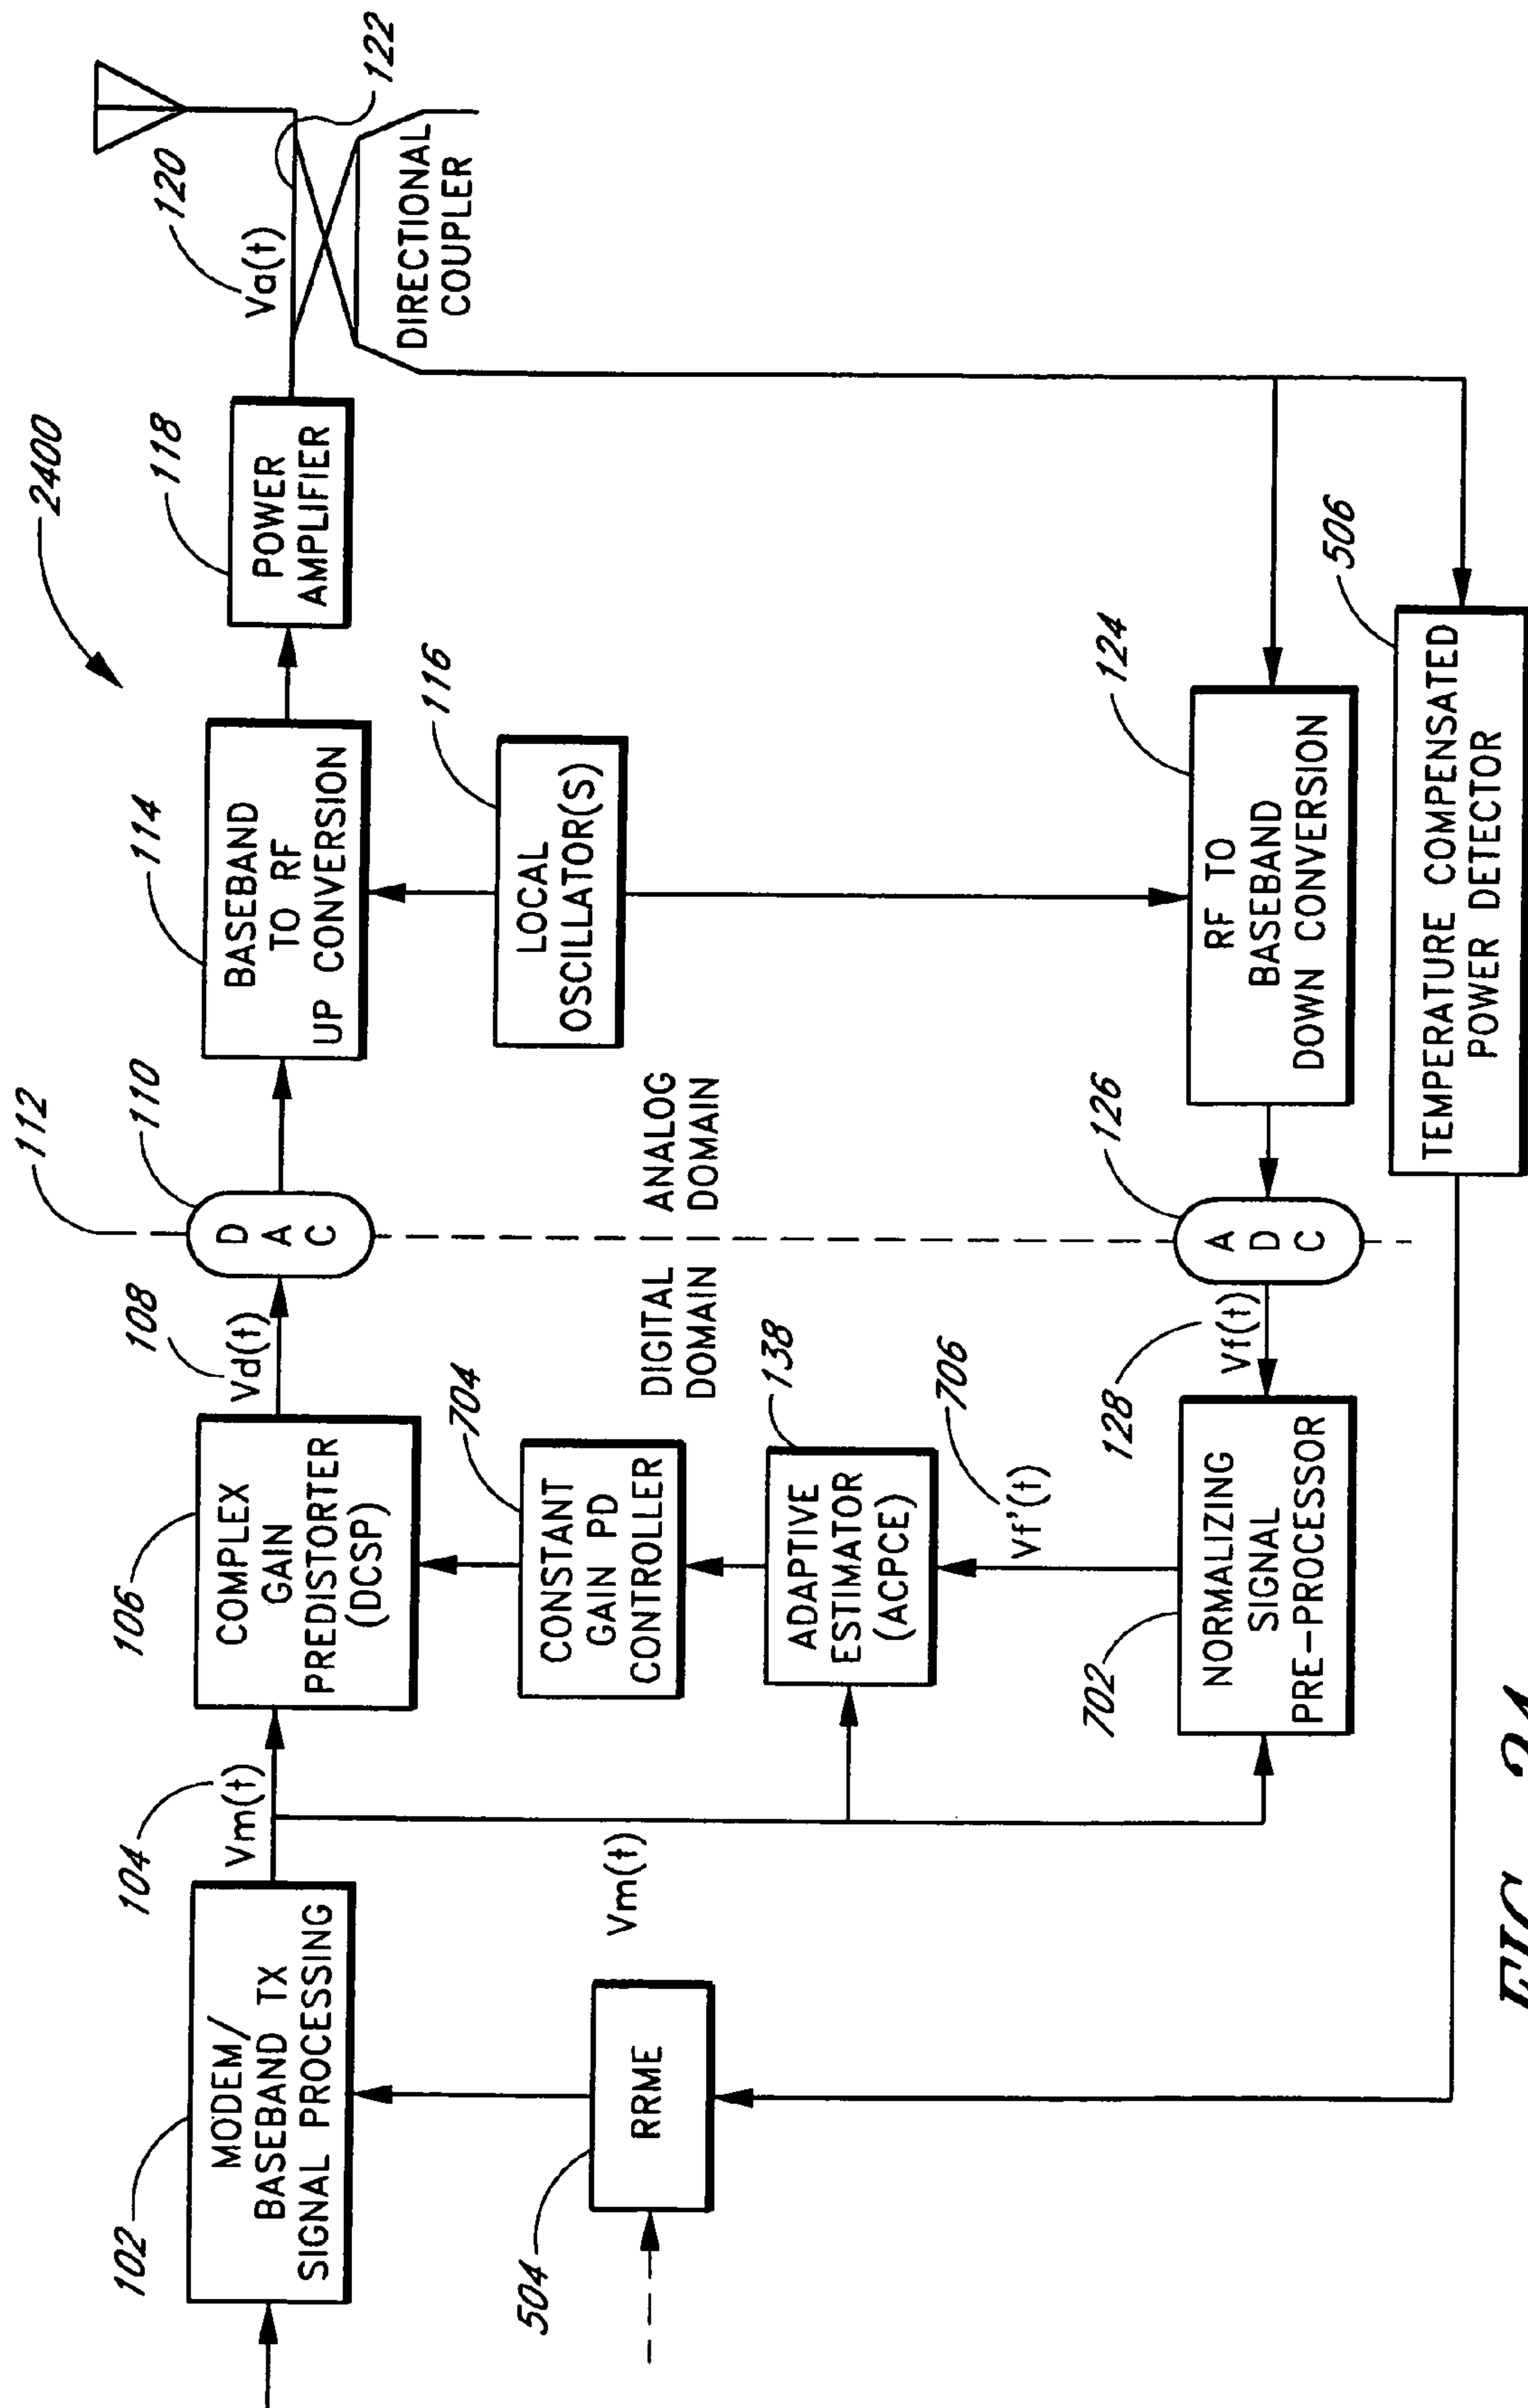 2400
112
110
114
118
120
122
102
104
106
108
MODEM/
BASEBAND TX
SIGNAL PROCESSING
Vm(t)
COMPLEX
GAIN
PREDISTORTER
(DCSP)
Vd(t)
D
A
C
BASEBAND
TO RF
UP CONVERSION
POWER
AMPLIFIER
Va(t)
DIRECTIONAL
COUPLER
504
RRME
Vm(t)
704
CONSTANT
GAIN PD
CONTROLLER
116
LOCAL
OSCILLATOR(S)
DIGITAL
DOMAIN
ANALOG
DOMAIN
138
ADAPTIVE
ESTIMATOR
(ACPCE)
706
Vf'(t)
702
NORMALIZING
SIGNAL
PRE-PROCESSOR
128
Vf(t)
126
A
D
C
124
RF TO
BASEBAND
DOWN CONVERSION
506
TEMPERATURE COMPENSATED
POWER DETECTOR
FIG. 24